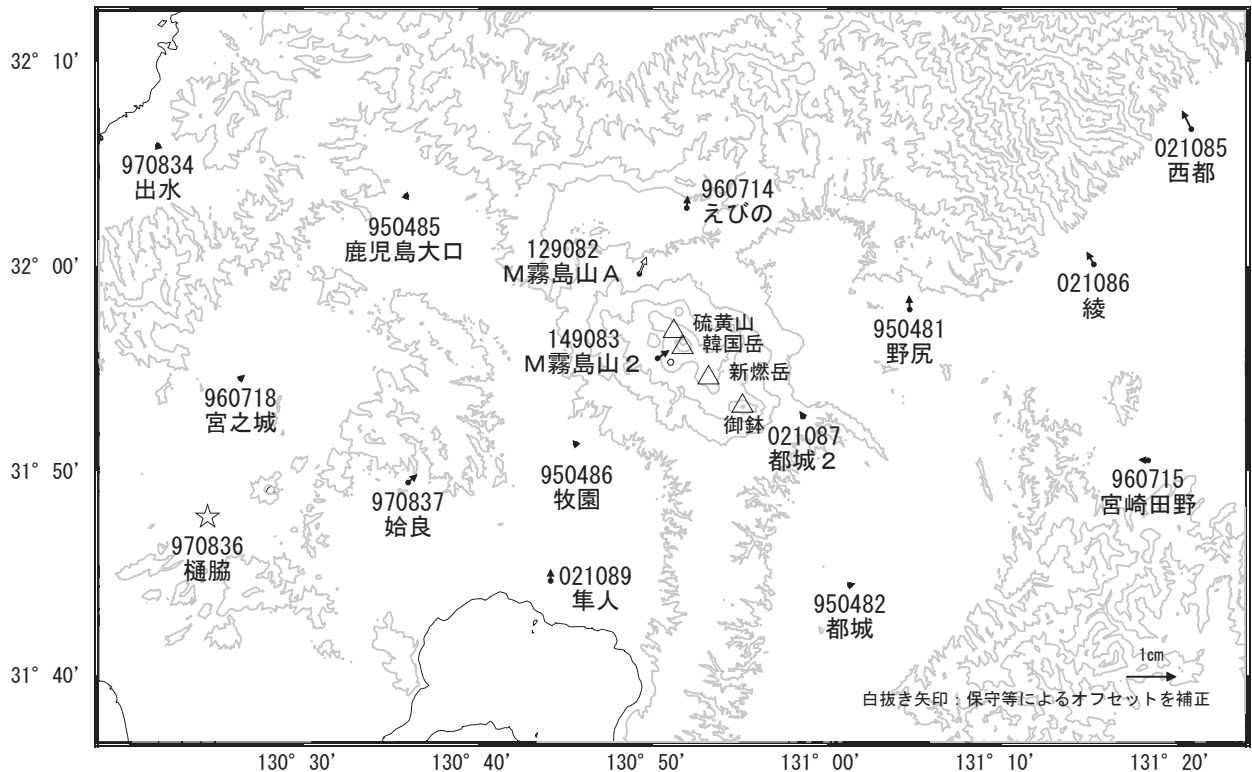 32° 10'
970834
出水
950485
鹿児島大口
960714
えびの
021085
西都
129082
Ｍ霧島山Ａ
32° 00'
021086
綾
950481
野尻
硫黄山
149083
Ｍ霧島山２
韓国岳
新燃岳
960718
宮之城
御鉢
021087
都城２
31° 50'
950486
牧園
960715
宮崎田野
970837
姶良
970836
樋脇
021089
隼人
950482
都城
31° 40'
1cm
白抜き矢印：保守等によるオフセットを補正
130° 30'
130° 40'
130° 50'
131° 00'
131° 10'
131° 20'